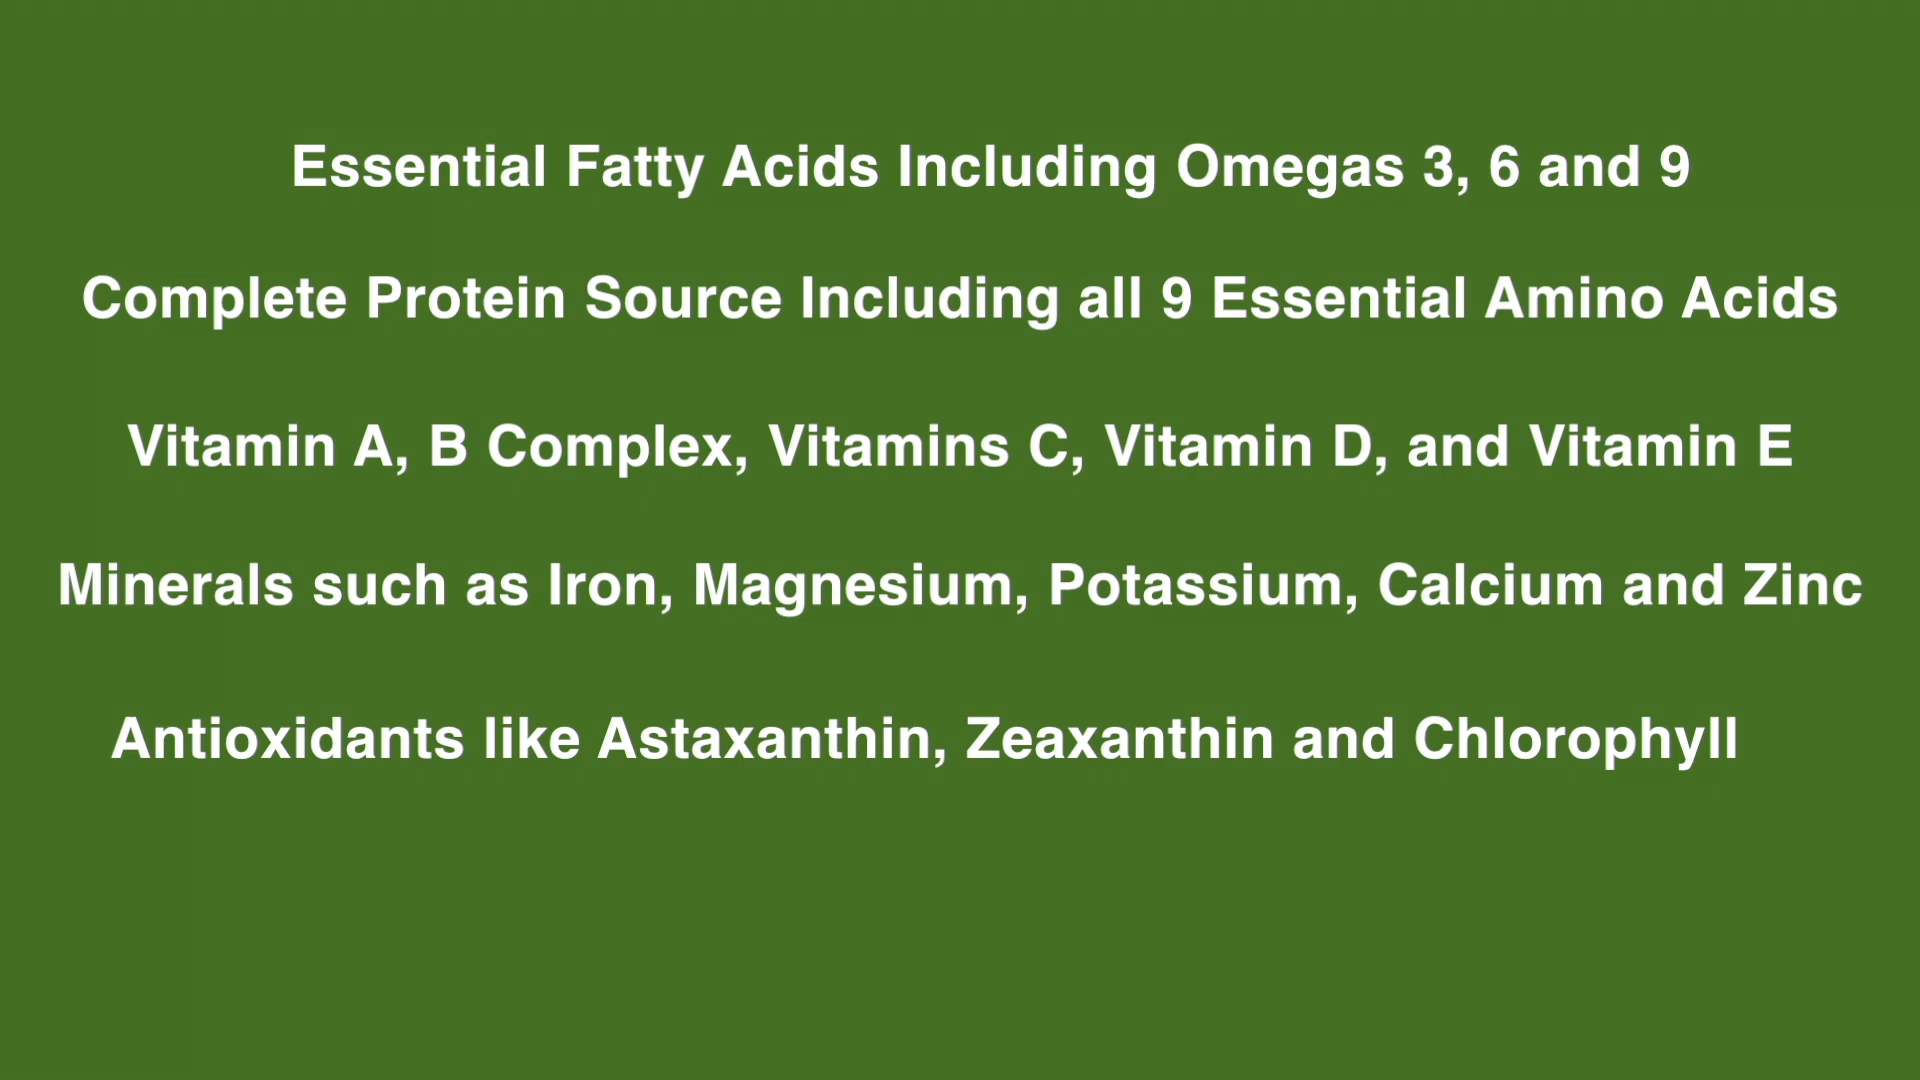 Essential Fatty Acids Including Omegas 3, 6 and 9
Complete Protein Source Including all 9 Essential Amino Acids
Vitamin A, B Complex, Vitamins C, Vitamin D, and Vitamin E
Minerals such as Iron, Magnesium, Potassium, Calcium and Zinc
Antioxidants like Astaxanthin, Zeaxanthin and Chlorophyll